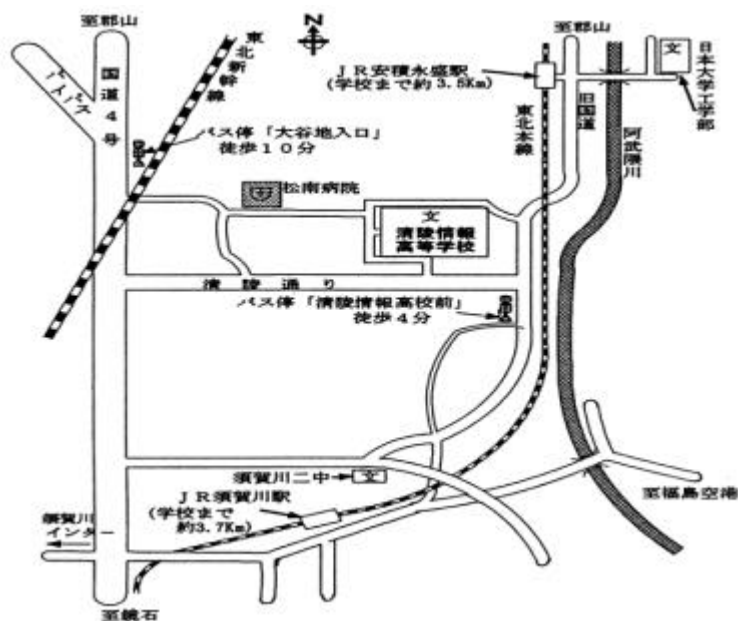 至郡山
N
至郡山
東北新幹線
国道4号
ＪＲ安積永盛駅
(学校まで約3.5Km)
文
日本大学工学部
旧国道
東北本線
阿武隈川
バス停「大谷地入口」
徒歩１０分
松南病院
文
清陵情報
高等学校
清陵通り
バス停「清陵情報高校前」
徒歩４分
須賀川二中
文
ＪＲ須賀川駅
(学校まで
約3.7Km)
須賀川
インター
至福島空港
至鏡石